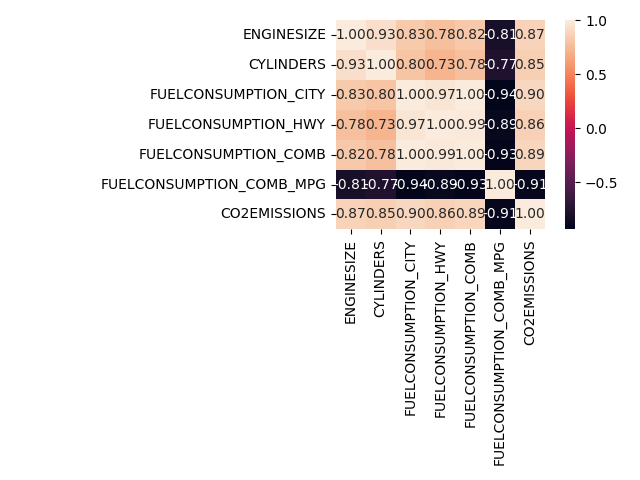 ENGINESIZE 1.00 0.93 0.83 0.78 0.82 -0.81 0.87 1.0
CYLINDERS 0.93 1.00 0.80 0.73 0.78 -0.77 0.85
0.5
FUELCONSUMPTION_CITY 0.83 0.80 1.00 0.97 1.00 -0.94 0.90
FUELCONSUMPTION_HWY 0.78 0.73 0.97 1.00 0.99 -0.89 0.86
0.0
FUELCONSUMPTION_COMB 0.82 0.78 1.00 0.99 1.00 -0.93 0.89
FUELCONSUMPTION_COMB_MPG -0.81 -0.77 -0.94 -0.89 -0.93 1.00 -0.91
−0.5
CO2EMISSIONS 0.87 0.85 0.90 0.86 0.89 -0.91 1.00
ENGINESIZE
CYLINDERS
FUELCONSUMPTION_CITY
FUELCONSUMPTION_HWY
FUELCONSUMPTION_COMB
FUELCONSUMPTION_COMB_MPG
CO2EMISSIONS